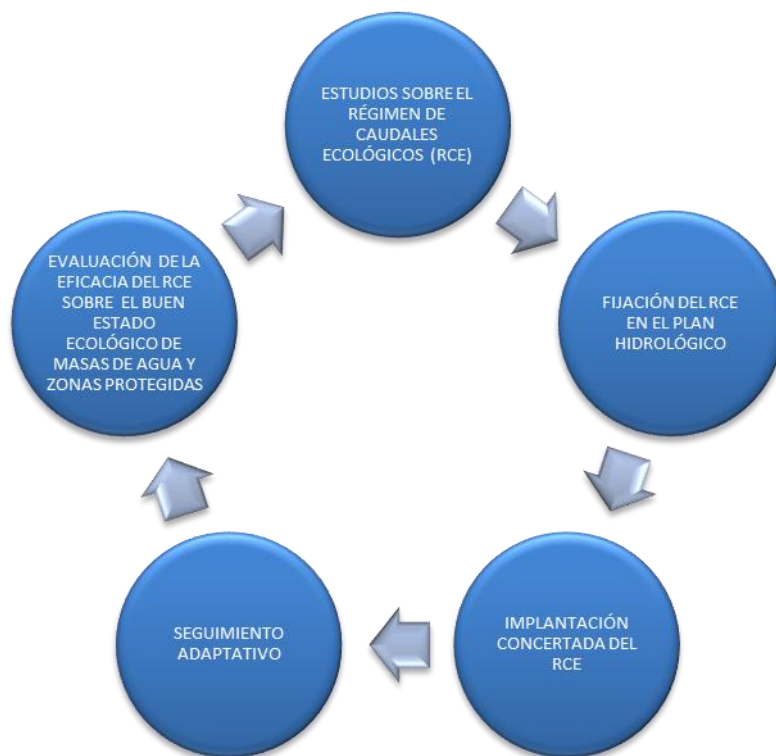 ESTUDIOS SOBRE EL
RÉGIMEN DE
CAUDALES
ECOLÓGICOS (RCE)
FIJACIÓN DEL RCE
EN EL PLAN
HIDROLÓGICO
IMPLANTACIÓN
CONCERTADA DEL
RCE
SEGUIMIENTO
ADAPTATIVO
EVALUACIÓN DE LA
EFICACIA DEL RCE
SOBRE EL BUEN
ESTADO
ECOLÓGICO DE
MASAS DE AGUA Y
ZONAS PROTEGIDAS